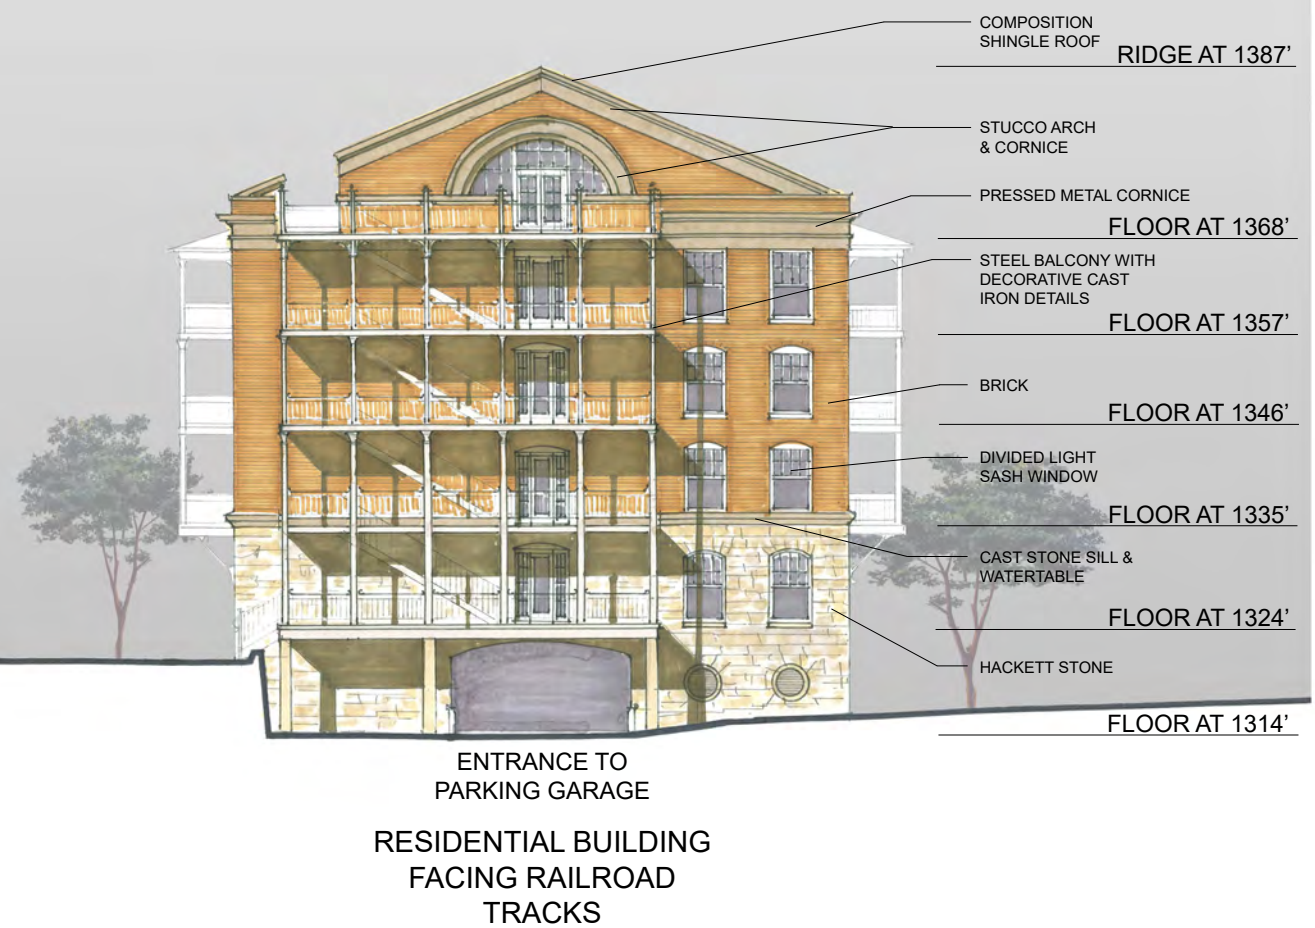 COMPOSITION
SHINGLE ROOF
RIDGE AT 1387’
STUCCO ARCH
& CORNICE
PRESSED METAL CORNICE
FLOOR AT 1368’
STEEL BALCONY WITH
DECORATIVE CAST
IRON DETAILS
FLOOR AT 1357’
BRICK
FLOOR AT 1346’
DIVIDED LIGHT
SASH WINDOW
FLOOR AT 1335’
CAST STONE SILL &
WATERTABLE
FLOOR AT 1324’
HACKETT STONE
FLOOR AT 1314’
ENTRANCE TO
PARKING GARAGE
RESIDENTIAL BUILDING
FACING RAILROAD
TRACKS